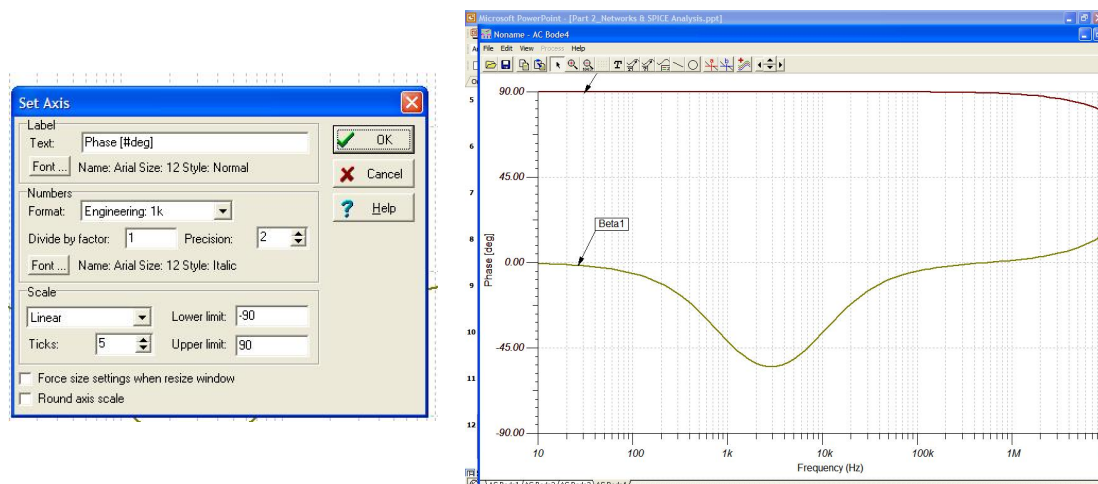 Set Axis
Label
Text: Phase [#deg]
Font ... Name: Arial Size: 12 Style: Normal
Numbers
Format: Engineering: 1k
Divide by factor: 1 Precision: 2
Font ... Name: Arial Size: 12 Style: Italic
Scale
Linear Lower limit: -90
Ticks: 5 Upper limit: 90
Force size settings when resize window
Round axis scale
OK
Cancel
Help
Microsoft PowerPoint - [Part 2_Networks & SPICE Analysis.ppt]
Noname - AC Bode4
File Edit View Process Help
5
6
7
8
9
10
11
12
90.00
45.00
0.00
-45.00
-90.00
Phase [deg]
Beta1
10 100 1k 10k 100k 1M
Frequency (Hz)